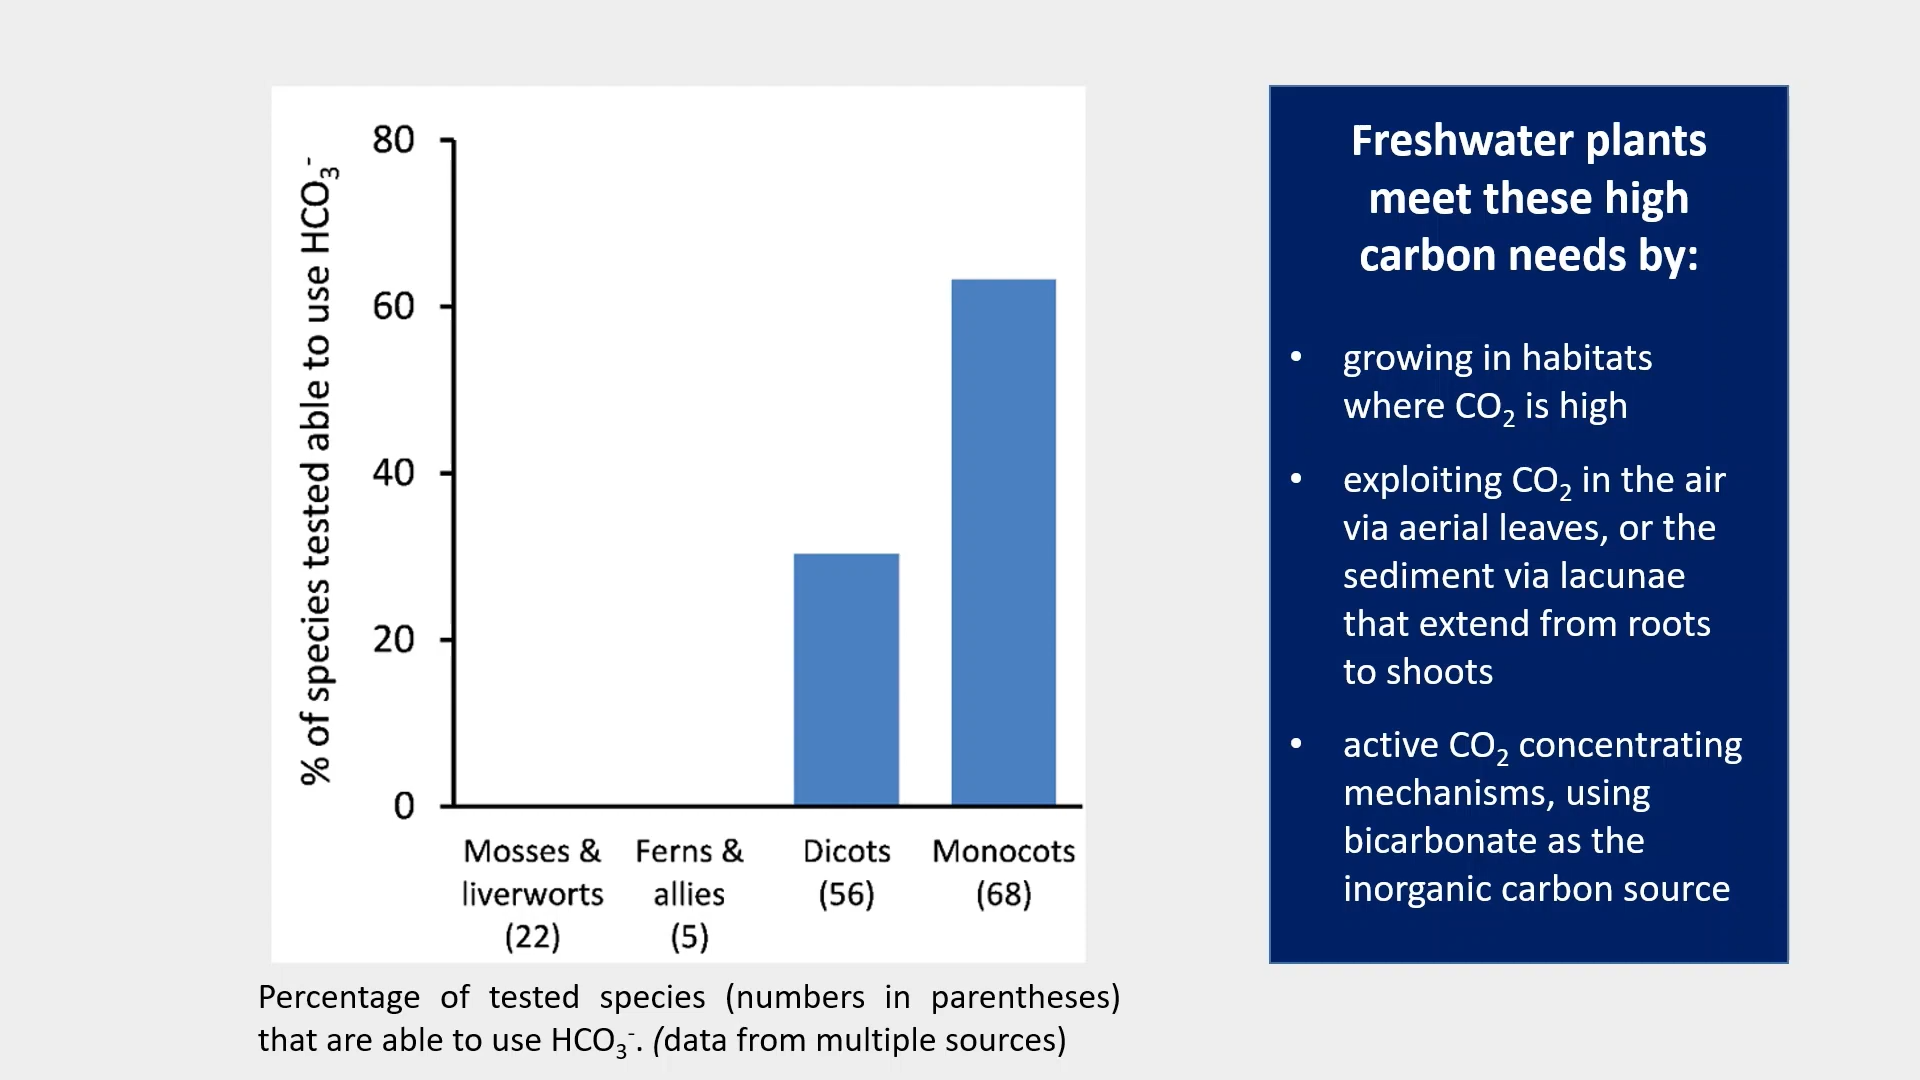 80
60
40
20
0
% of species tested able to use HCO₃⁻
Mosses &
liverworts
(22)
Ferns &
allies
(5)
Dicots
(56)
Monocots
(68)
Percentage of tested species (numbers in parentheses)
that are able to use HCO₃⁻. (data from multiple sources)
Freshwater plants
meet these high
carbon needs by:
• growing in habitats
where CO₂ is high
• exploiting CO₂ in the air
via aerial leaves, or the
sediment via lacunae
that extend from roots
to shoots
• active CO₂ concentrating
mechanisms, using
bicarbonate as the
inorganic carbon source